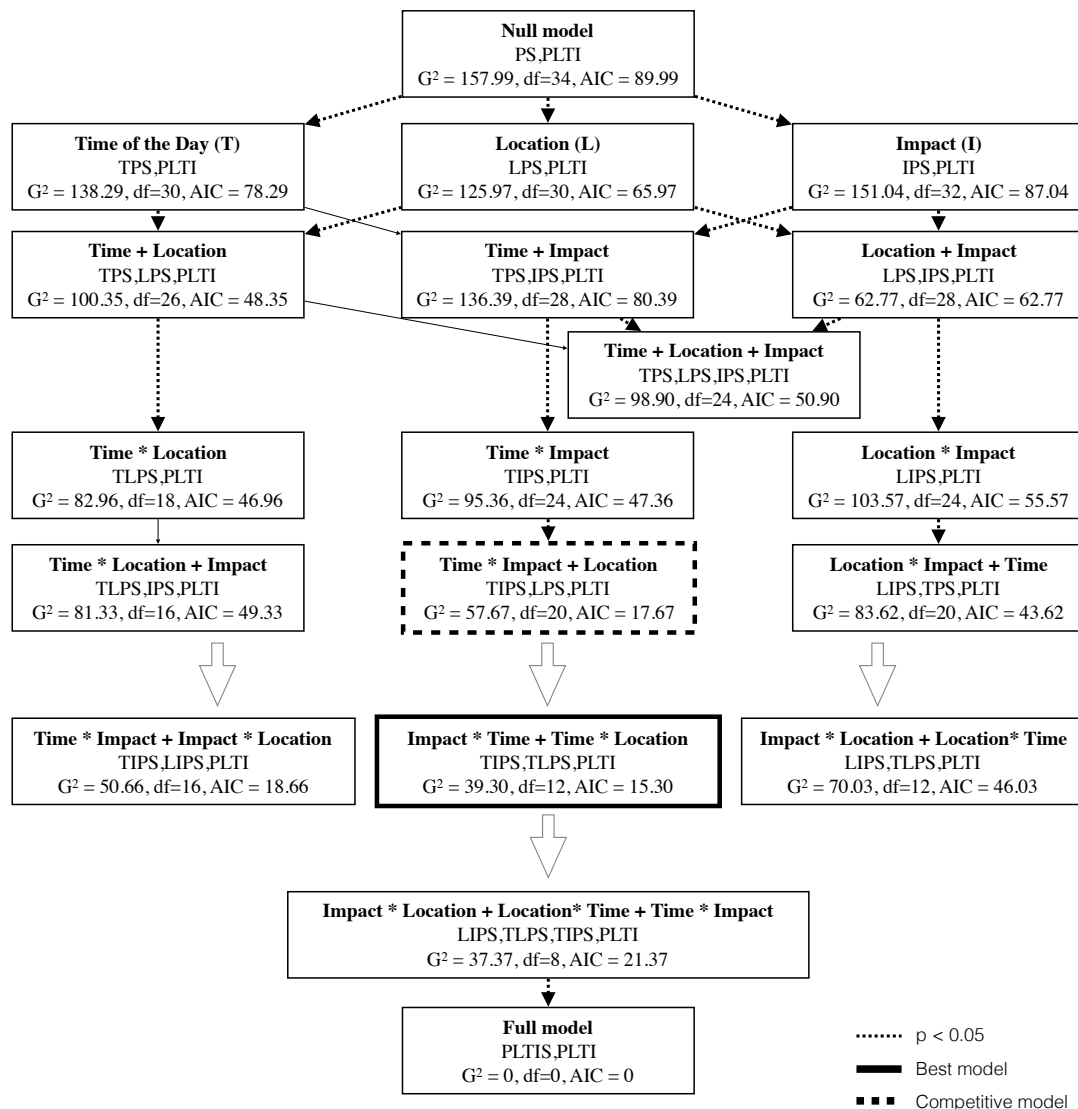 Null model
PS,PLTI
G² = 157.99, df=34, AIC = 89.99
Time of the Day (T)
TPS,PLTI
G² = 138.29, df=30, AIC = 78.29
Location (L)
LPS,PLTI
G² = 125.97, df=30, AIC = 65.97
Impact (I)
IPS,PLTI
G² = 151.04, df=32, AIC = 87.04
Time + Location
TPS,LPS,PLTI
G² = 100.35, df=26, AIC = 48.35
Time + Impact
TPS,IPS,PLTI
G² = 136.39, df=28, AIC = 80.39
Location + Impact
LPS,IPS,PLTI
G² = 62.77, df=28, AIC = 62.77
Time + Location + Impact
TPS,LPS,IPS,PLTI
G² = 98.90, df=24, AIC = 50.90
Time * Location
TLPS,PLTI
G² = 82.96, df=18, AIC = 46.96
Time * Impact
TIPS,PLTI
G² = 95.36, df=24, AIC = 47.36
Location * Impact
LIPS,PLTI
G² = 103.57, df=24, AIC = 55.57
Time * Location + Impact
TLPS,IPS,PLTI
G² = 81.33, df=16, AIC = 49.33
Time * Impact + Location
TIPS,LPS,PLTI
G² = 57.67, df=20, AIC = 17.67
Location * Impact + Time
LIPS,TPS,PLTI
G² = 83.62, df=20, AIC = 43.62
Time * Impact + Impact * Location
TIPS,LIPS,PLTI
G² = 50.66, df=16, AIC = 18.66
Impact * Time + Time * Location
TIPS,TLPS,PLTI
G² = 39.30, df=12, AIC = 15.30
Impact * Location + Location* Time
LIPS,TLPS,PLTI
G² = 70.03, df=12, AIC = 46.03
Impact * Location + Location* Time + Time * Impact
LIPS,TLPS,TIPS,PLTI
G² = 37.37, df=8, AIC = 21.37
Full model
PLTIS,PLTI
G² = 0, df=0, AIC = 0
p < 0.05
Best model
Competitive model